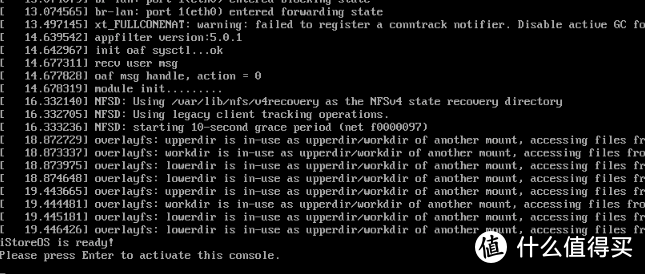 [   13.071079] br-lan: port 1(eth0) entered blocking state
[   13.074565] br-lan: port 1(eth0) entered forwarding state
[   13.497145] xt_FULLCONENAT: warning: failed to register a conntrack notifier. Disable active GC fo
[   14.639542] appfilter version:5.0.1
[   14.642967] init oaf sysctl...ok
[   14.677311] recv user msg
[   14.677828] oaf msg handle, action = 0
[   14.678319] module init.........
[   16.332140] NFSD: Using /var/lib/nfs/v4recovery as the NFSv4 state recovery directory
[   16.332705] NFSD: Using legacy client tracking operations.
[   16.333236] NFSD: starting 10-second grace period (net f0000097)
[   18.872729] overlayfs: upperdir is in-use as upperdir/workdir of another mount, accessing files from
[   18.873337] overlayfs: workdir is in-use as upperdir/workdir of another mount, accessing files fro
[   18.873975] overlayfs: lowerdir is in-use as upperdir/workdir of another mount, accessing files fr
[   18.874648] overlayfs: lowerdir is in-use as upperdir/workdir of another mount, accessing files fr
[   19.443665] overlayfs: upperdir is in-use as upperdir/workdir of another mount, accessing files fr
[   19.444481] overlayfs: workdir is in-use as upperdir/workdir of another mount, accessing files fro
[   19.445181] overlayfs: lowerdir is in-use as upperdir/workdir of another mount, accessing files fr
[   19.446426] overlayfs: lowerdir is in-use as upperdir/workdir of another mount, accessing files fr
iStoreOS is ready!
Please press Enter to activate this console.
值 什么值得买